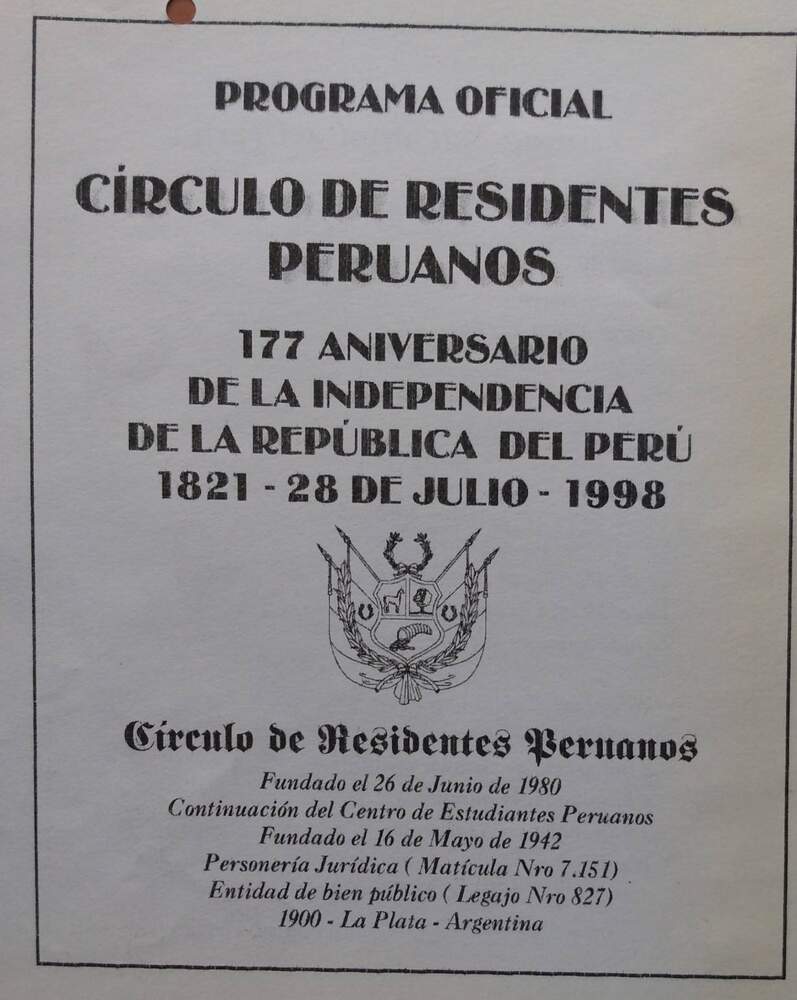 PROGRAMA OFICIAL
CÍRCULO DE RESIDENTES
PERUANOS
177 ANIVERSARIO
DE LA INDEPENDENCIA
DE LA REPÚBLICA DEL PERÚ
1821 - 28 DE JULIO - 1998
Círculo de Residentes Peruanos
Fundado el 26 de Junio de 1980
Continuación del Centro de Estudiantes Peruanos
Fundado el 16 de Mayo de 1942
Personería Jurídica ( Matícula Nro 7.151)
Entidad de bien público ( Legajo Nro 827)
1900 - La Plata - Argentina